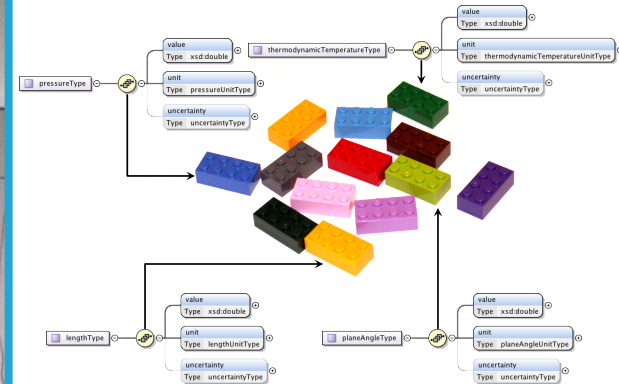 value
Type xsd:double
pressureType
unit
Type pressureUnitType
uncertainty
Type uncertaintyType
value
Type xsd:double
thermodynamicTemperatureType
unit
Type thermodynamicTemperatureUnitType
uncertainty
Type uncertaintyType
value
Type xsd:double
lengthType
unit
Type lengthUnitType
uncertainty
Type uncertaintyType
value
Type xsd:double
planeAngleType
unit
Type planeAngleUnitType
uncertainty
Type uncertaintyType